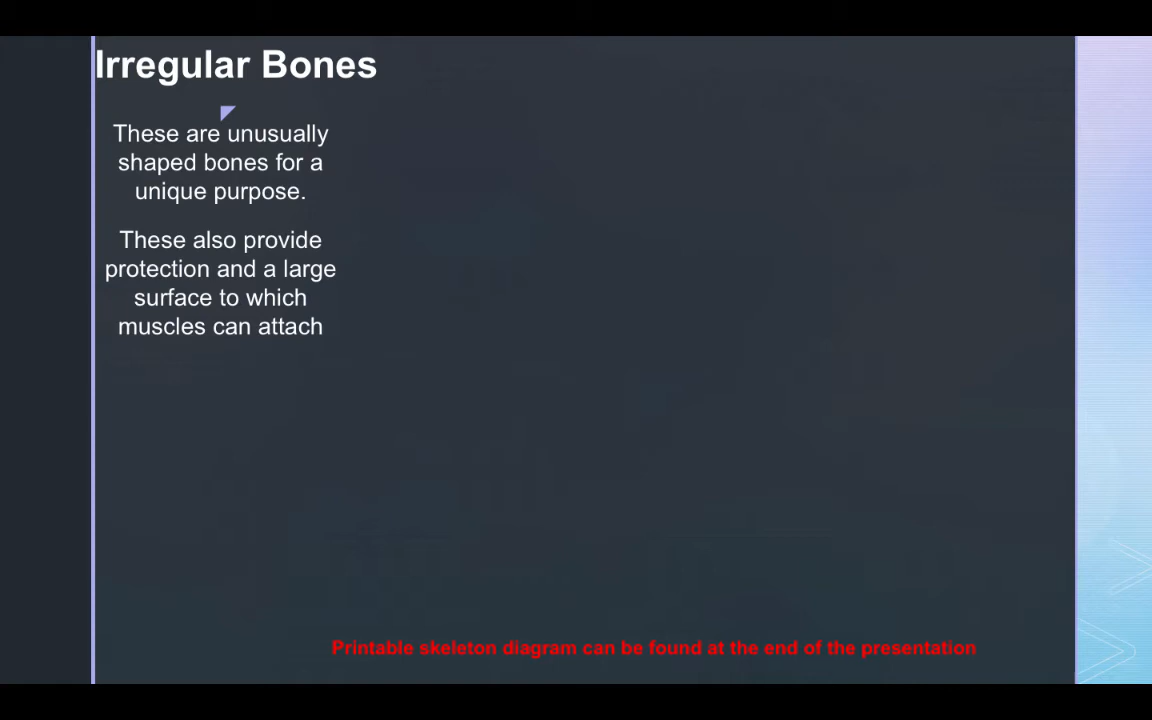 Irregular Bones
These are unusually
shaped bones for a
unique purpose.
These also provide
protection and a large
surface to which
muscles can attach
Printable skeleton diagram can be found at the end of the presentation